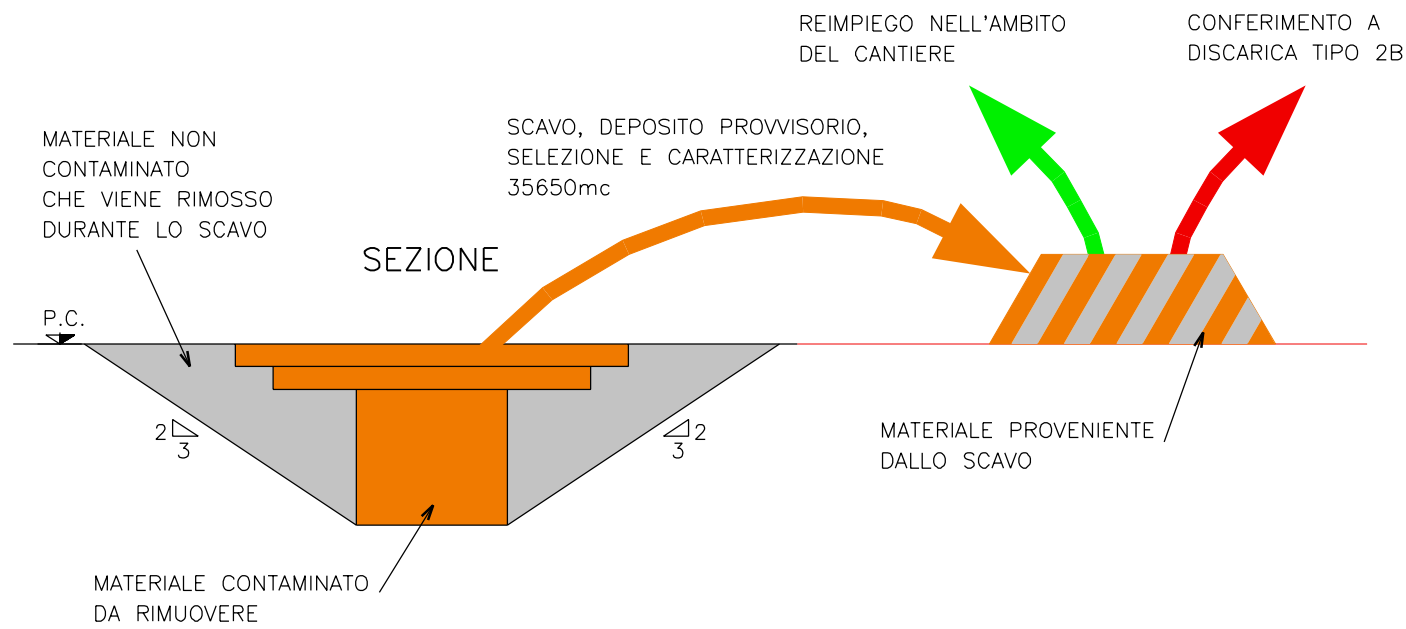 REIMPIEGO NELL'AMBITO
DEL CANTIERE
CONFERIMENTO A
DISCARICA TIPO 2B
MATERIALE NON
CONTAMINATO
CHE VIENE RIMOSSO
DURANTE LO SCAVO
SCAVO, DEPOSITO PROVVISORIO,
SELEZIONE E CARATTERIZZAZIONE
35650mc
SEZIONE
P.C.
2
3
2
3
MATERIALE PROVENIENTE
DALLO SCAVO
MATERIALE CONTAMINATO
DA RIMUOVERE